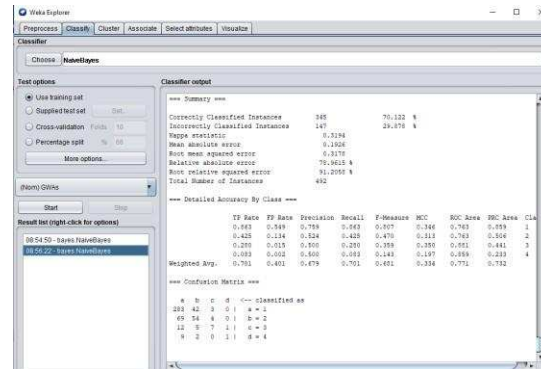 Weka Explorer
Preprocess Classify Cluster Associate Select attributes Visualize
Classifier
Choose NaiveBayes
Test options
Use training set
Supplied test set Set...
Cross-validation Folds 10
Percentage split % 66
More options...
(Nom) GWAs
Start Stop
Result list (right-click for options)
08:54:50 - bayes.NaiveBayes
08:56:22 - bayes.NaiveBayes
Classifier output
=== Summary ===
Correctly Classified Instances 345 70.122 %
Incorrectly Classified Instances 147 29.878 %
Kappa statistic 0.3194
Mean absolute error 0.1926
Root mean squared error 0.3178
Relative absolute error 78.9615 %
Root relative squared error 91.2058 %
Total Number of Instances 492
=== Detailed Accuracy By Class ===
TP Rate FP Rate Precision Recall F-Measure MCC ROC Area PRC Area Cla
0.863 0.549 0.759 0.863 0.807 0.346 0.763 0.859 1
0.425 0.134 0.524 0.425 0.470 0.313 0.763 0.506 2
0.280 0.015 0.500 0.280 0.359 0.350 0.881 0.441 3
0.083 0.002 0.500 0.083 0.143 0.197 0.859 0.233 4
Weighted Avg. 0.701 0.401 0.679 0.701 0.681 0.334 0.771 0.732
=== Confusion Matrix ===
a b c d <-- classified as
283 42 3 0 | a = 1
69 54 4 0 | b = 2
12 5 7 1 | c = 3
9 2 0 1 | d = 4